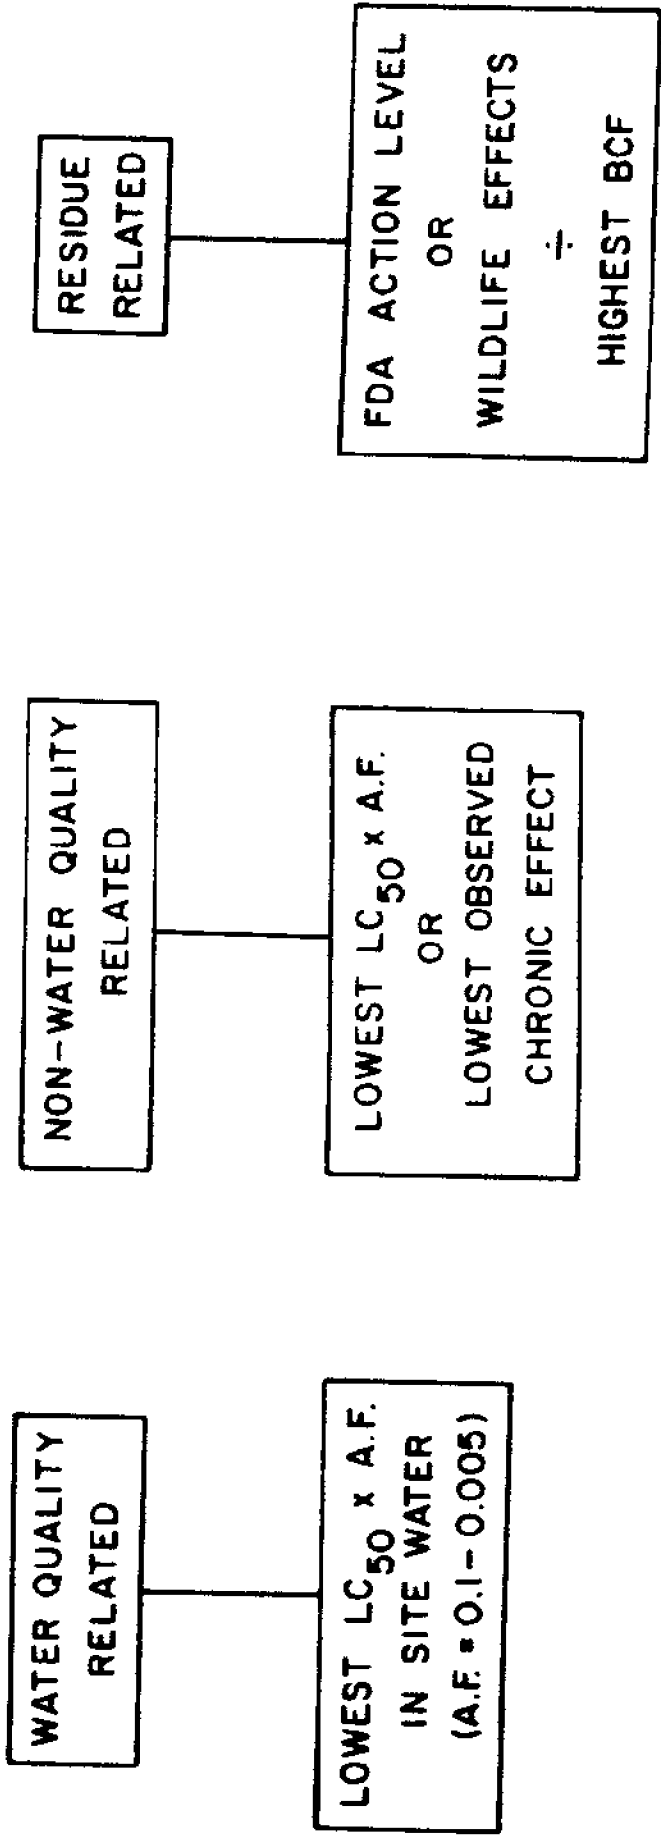 WATER QUALITY
RELATED
LOWEST LC50 x A.F.
IN SITE WATER
(A.F. = 0.1-0.005)
NON-WATER QUALITY
RELATED
LOWEST LC50 x A.F.
OR
LOWEST OBSERVED
CHRONIC EFFECT
RESIDUE
RELATED
FDA ACTION LEVEL
OR
WILDLIFE EFFECTS
÷
HIGHEST BCF